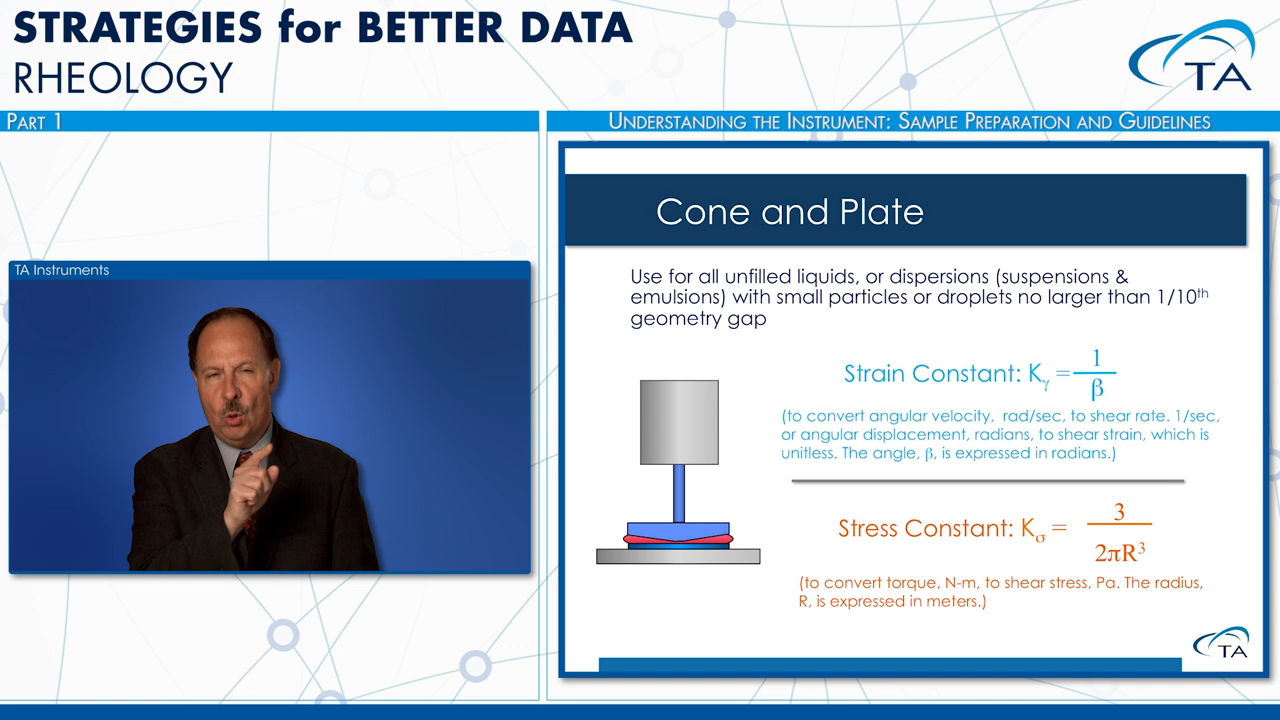 STRATEGIES for BETTER DATA
RHEOLOGY
TA
PART 1
UNDERSTANDING THE INSTRUMENT: SAMPLE PREPARATION AND GUIDELINES
TA Instruments
Cone and Plate
Use for all unfilled liquids, or dispersions (suspensions &
emulsions) with small particles or droplets no larger than 1/10th
geometry gap
Strain Constant: Kγ = 1/β
(to convert angular velocity, rad/sec, to shear rate. 1/sec,
or angular displacement, radians, to shear strain, which is
unitless. The angle, β, is expressed in radians.)
Stress Constant: Kσ = 3/2πR³
(to convert torque, N-m, to shear stress, Pa. The radius,
R, is expressed in meters.)
TA